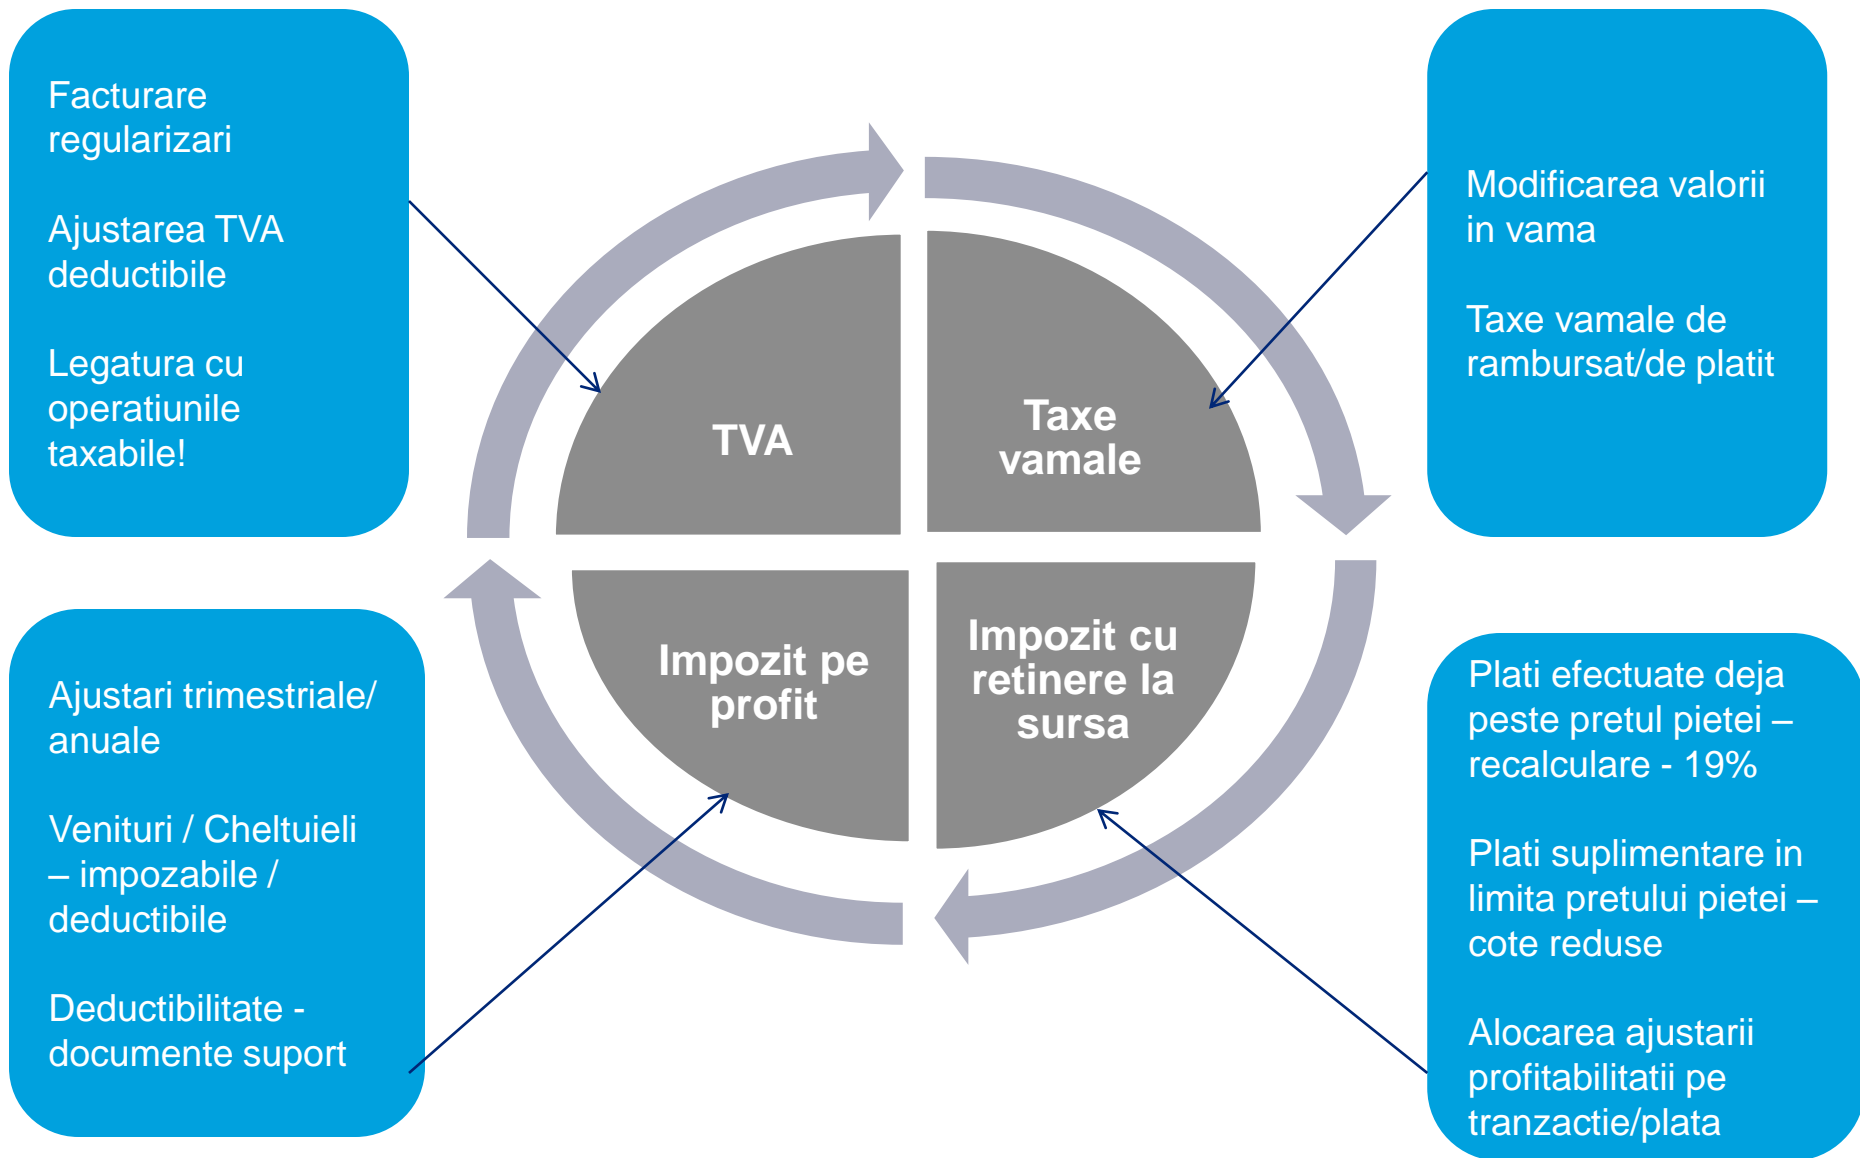 Facturare
regularizari
Ajustarea TVA
deductibile
Legatura cu
operatiunile
taxabile!
TVA
Taxe
vamale
Modificarea valorii
in vama
Taxe vamale de
rambursat/de platit
Ajustari trimestriale/
anuale
Venituri / Cheltuieli
– impozabile /
deductibile
Deductibilitate -
documente suport
Impozit pe
profit
Impozit cu
retinere la
sursa
Plati efectuate deja
peste pretul pietei –
recalculare - 19%
Plati suplimentare in
limita pretului pietei –
cote reduse
Alocarea ajustarii
profitabilitatii pe
tranzactie/plata